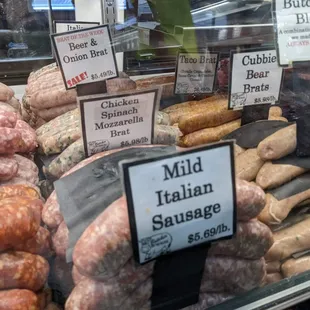 Beer &
Onion Brat
$5.49/LB.
Taco Brat
Cubbie
Bear
Brats
Chicken
Spinach
Mozzarella
Brat
Mild
Italian
Sausage
$5.69/LB.